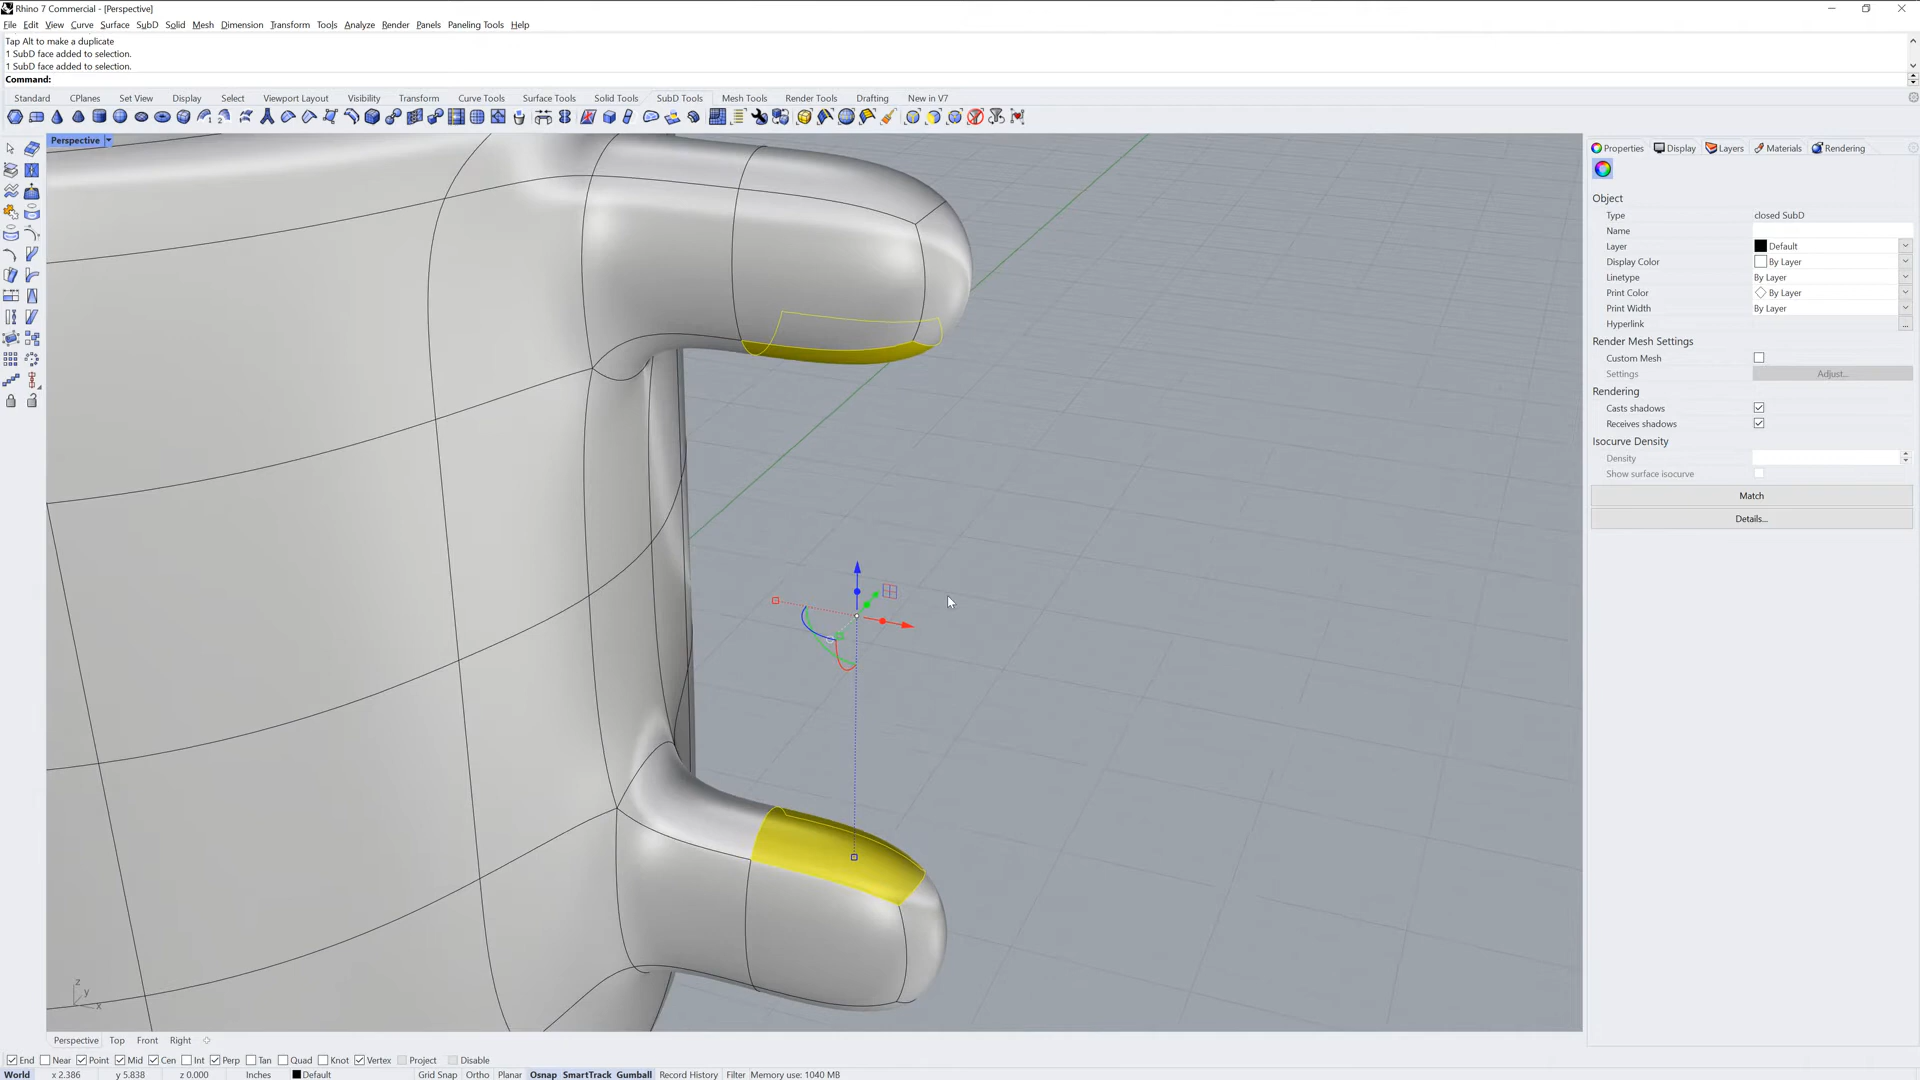 Rhino 7 Commercial - [Perspective]
File Edit View Curve Surface SubD Solid Mesh Dimension Transform Tools Analyze Render Panels Paneling Tools Help
Tap Alt to make a duplicate
1 SubD face added to selection.
1 SubD face added to selection.
Command:
Standard CPlanes Set View Display Select Viewport Layout Visibility Transform Curve Tools Surface Tools Solid Tools SubD Tools Mesh Tools Render Tools Drafting New in V7
Perspective
Properties Display Layers Materials Rendering
Object
Type closed SubD
Name
Layer Default
Display Color By Layer
Linetype By Layer
Print Color By Layer
Print Width By Layer
Hyperlink ...
Render Mesh Settings
Custom Mesh
Settings Adjust...
Rendering
Casts shadows
Receives shadows
Isocurve Density
Density
Show surface isocurve
Match
Details...
z
y
x
Perspective Top Front Right
End Near Point Mid Cen Int Perp Tan Quad Knot Vertex Project Disable
World x 2.386 y 5.838 z 0.000 Inches Default Grid Snap Ortho Planar Osnap SmartTrack Gumball Record History Filter Memory use: 1040 MB